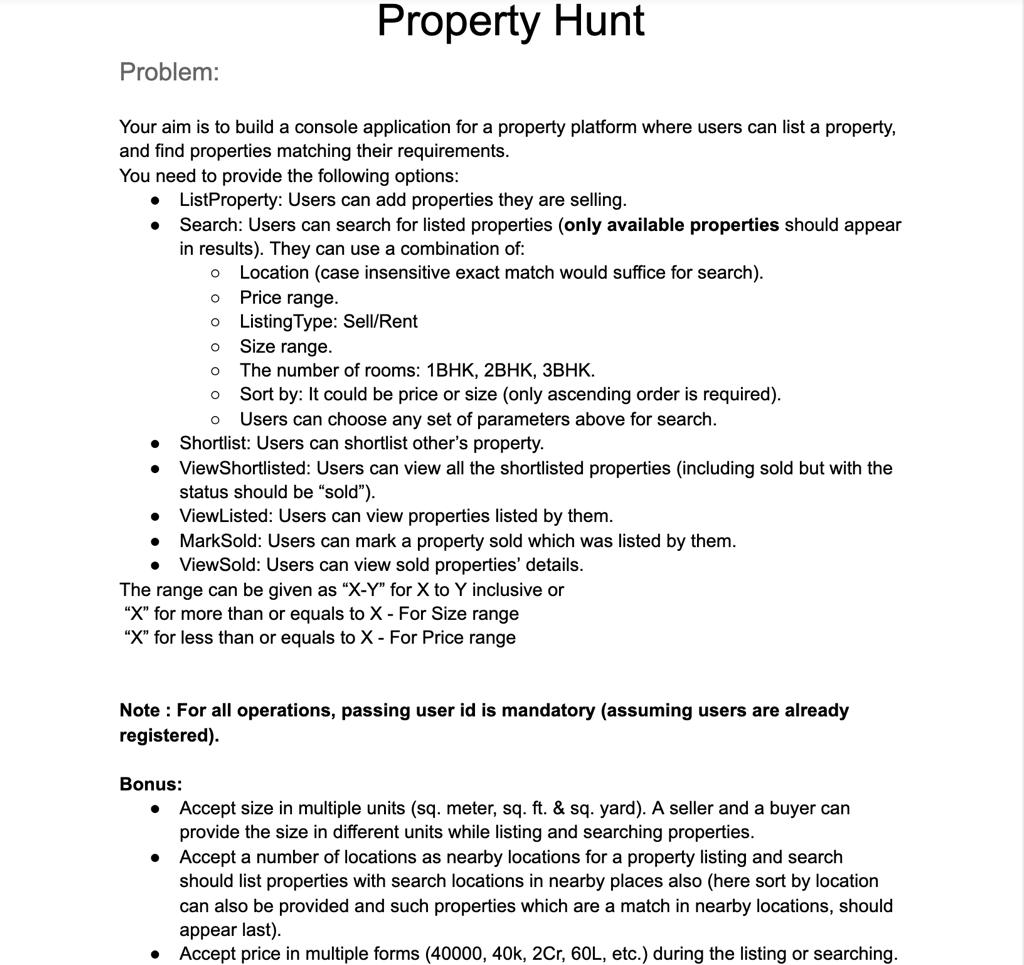 Property Hunt
Problem:
Your aim is to build a console application for a property platform where users can list a property,
and find properties matching their requirements.
You need to provide the following options:
● ListProperty: Users can add properties they are selling.
● Search: Users can search for listed properties (only available properties should appear
in results). They can use a combination of:
○ Location (case insensitive exact match would suffice for search).
○ Price range.
○ ListingType: Sell/Rent
○ Size range.
○ The number of rooms: 1BHK, 2BHK, 3BHK.
○ Sort by: It could be price or size (only ascending order is required).
○ Users can choose any set of parameters above for search.
● Shortlist: Users can shortlist other’s property.
● ViewShortlisted: Users can view all the shortlisted properties (including sold but with the
status should be “sold”).
● ViewListed: Users can view properties listed by them.
● MarkSold: Users can mark a property sold which was listed by them.
● ViewSold: Users can view sold properties’ details.
The range can be given as “X-Y” for X to Y inclusive or
“X” for more than or equals to X - For Size range
“X” for less than or equals to X - For Price range
Note : For all operations, passing user id is mandatory (assuming users are already
registered).
Bonus:
● Accept size in multiple units (sq. meter, sq. ft. & sq. yard). A seller and a buyer can
provide the size in different units while listing and searching properties.
● Accept a number of locations as nearby locations for a property listing and search
should list properties with search locations in nearby places also (here sort by location
can also be provided and such properties which are a match in nearby locations, should
appear last).
● Accept price in multiple forms (40000, 40k, 2Cr, 60L, etc.) during the listing or searching.